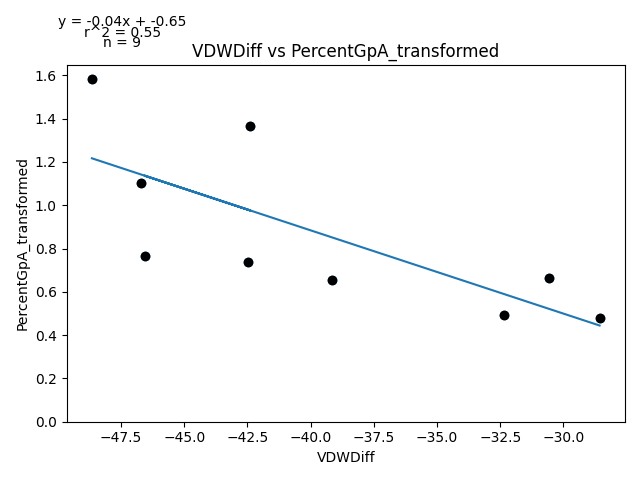 y = -0.04x + -0.65
r^2 = 0.55
n = 9
VDWDiff vs PercentGpA_transformed
PercentGpA_transformed
1.6
1.4
1.2
1.0
0.8
0.6
0.4
0.2
0.0
−47.5 −45.0 −42.5 −40.0 −37.5 −35.0 −32.5 −30.0
VDWDiff